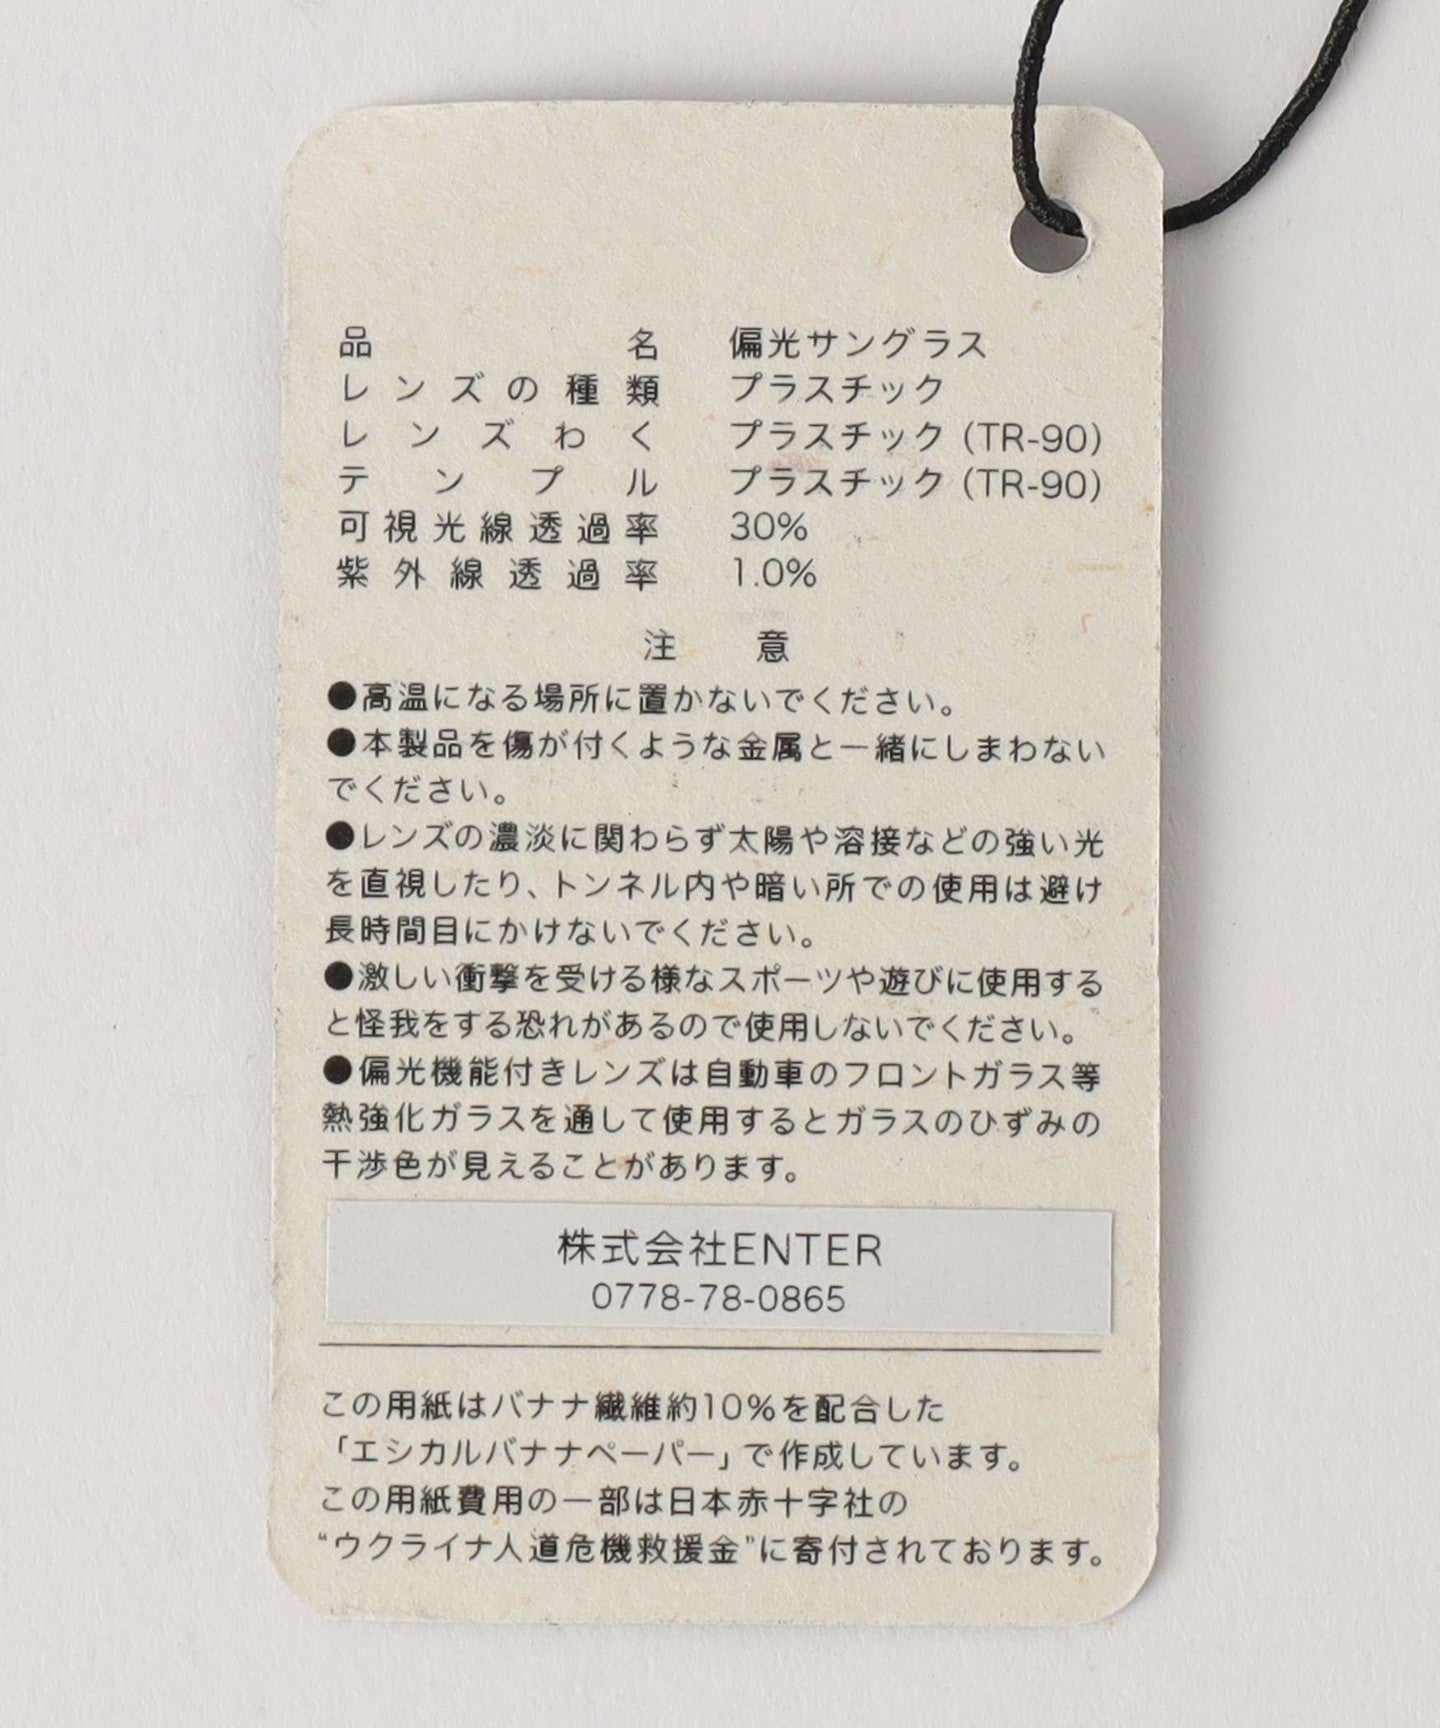 品名 偏光サングラス
レンズの種類 プラスチック
レンズわく プラスチック (TR-90)
テンプル プラスチック (TR-90)
可視光線透過率 30%
紫外線透過率 1.0%
注意
●高温になる場所に置かないでください。
●本製品を傷が付くような金属と一緒にしまわない
でください。
●レンズの濃淡に関わらず太陽や溶接などの強い光
を直視したり、トンネル内や暗い所での使用は避け
長時間目にかけないでください。
●激しい衝撃を受ける様なスポーツや遊びに使用する
と怪我をする恐れがあるので使用しないでください。
●偏光機能付きレンズは自動車のフロントガラス等
熱強化ガラスを通して使用するとガラスのひずみの
干渉色が見えることがあります。
株式会社ENTER
0778-78-0865
この用紙はバナナ繊維約10%を配合した
「エシカルバナナペーパー」で作成しています。
この用紙費用の一部は日本赤十字社の
“ウクライナ人道危機救援金”に寄付されております。